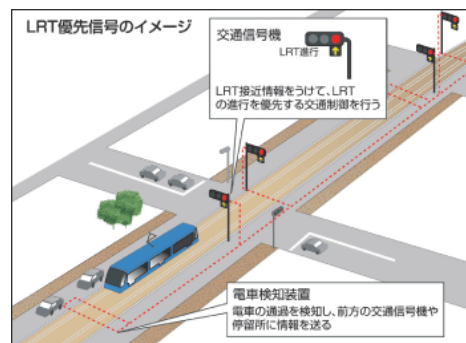 LRT優先信号のイメージ
交通信号機
LRT進行
LRT接近情報をうけて、LRT
の進行を優先する交通制御を行う
電車検知装置
電車の通過を検知し、前方の交通信号機や
停留所に情報を送る